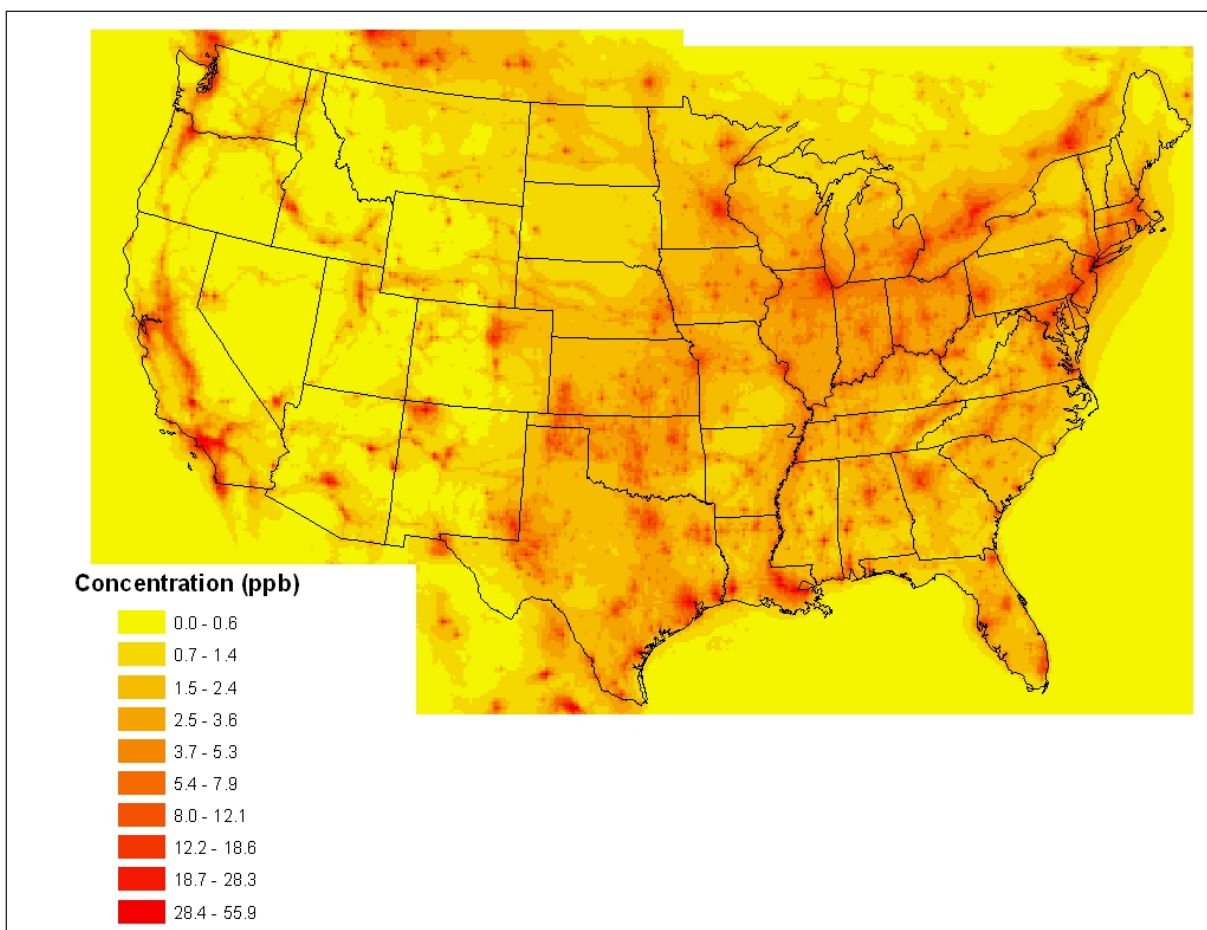 Concentration (ppb)
0.0 - 0.6
0.7 - 1.4
1.5 - 2.4
2.5 - 3.6
3.7 - 5.3
5.4 - 7.9
8.0 - 12.1
12.2 - 18.6
18.7 - 28.3
28.4 - 55.9